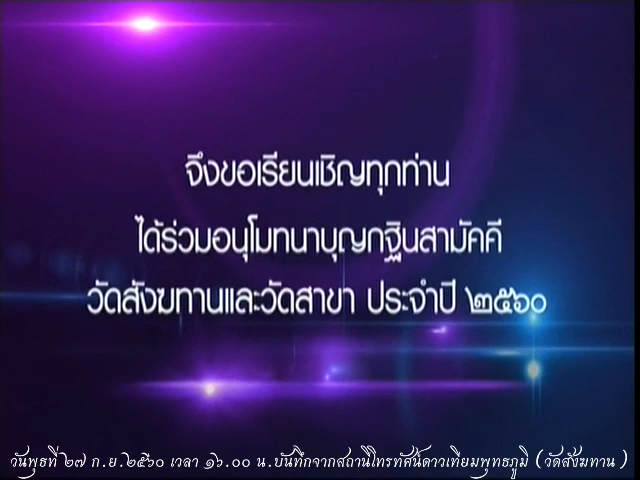 จึงขอเรียนเชิญทุกท่าน
ได้ร่วมอนุโมทนาบุญกฐินสามัคคี
วัดสังฆทานและวัดสาขา ประจำปี ๒๕๖๐
วันพุธที่ ๒๗ ก.ย.๒๕๖๐ เวลา ๑๖.๐๐ น.บันทึกจากสถานีโทรทัศน์ดาวเทียมพุทธภูมิ (วัดสังฆทาน)